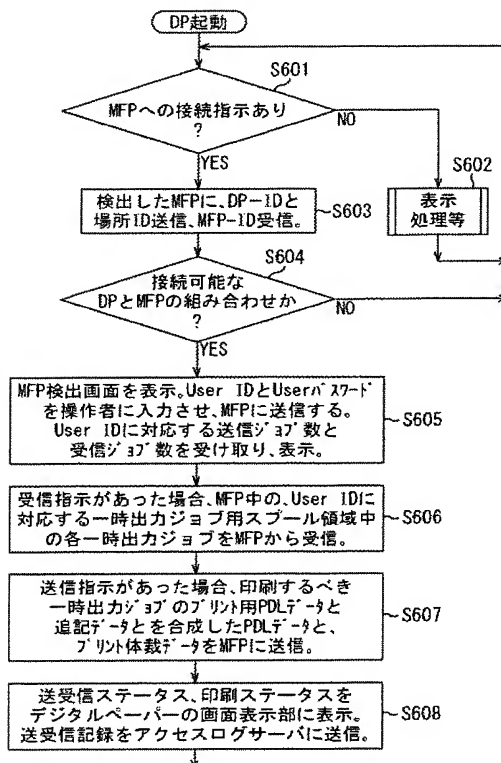 DP起動
S601
MFPへの接続指示あり
?
NO
YES
S602
表示
処理等
検出したMFPに、DP-IDと
場所ID送信、MFP-ID受信。
S603
S604
接続可能な
DPとMFPの組み合わせか
?
NO
YES
MFP検出画面を表示。User IDとUserパスワード
を操作者に入力させ、MFPに送信する。
User IDに対応する送信ジョブ数と
受信ジョブ数を受け取り、表示。
S605
受信指示があった場合、MFP中の、User IDに
対応する一時出力ジョブ用スプール領域中
の各一時出力ジョブをMFPから受信。
S606
送信指示があった場合、印刷するべき
一時出力ジョブのプリント用PDLデータと
追記データとを合成したPDLデータと、
プリント体裁データをMFPに送信。
S607
送受信ステータス、印刷ステータスを
デジタルペーパーの画面表示部に表示。
送受信記録をアクセスログサーバに送信。
S608